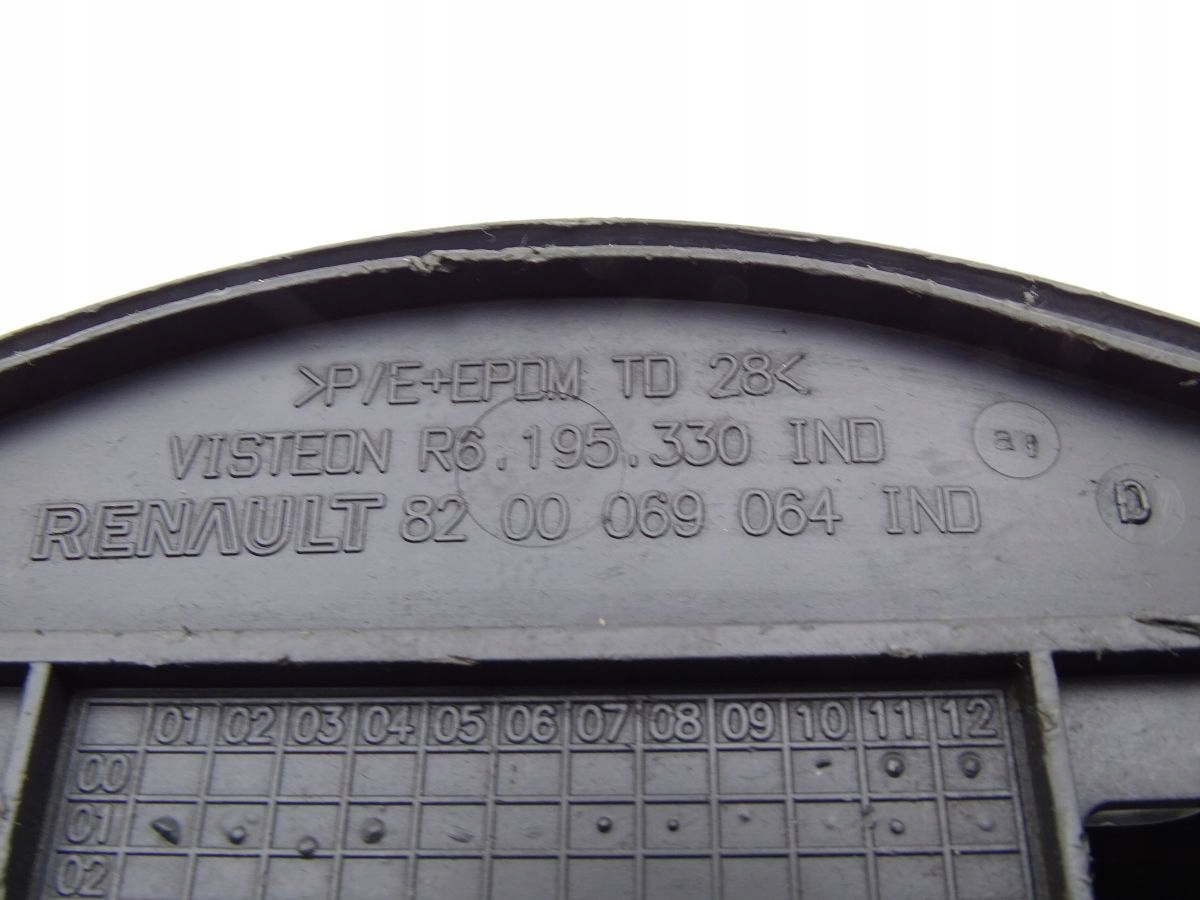 >P/E+EPDM TD 28<
VISTEON R6.195.330 IND
RENAULT 82 00 069 064 IND
D
01 02 03 04 05 06 07 08 09 10 11 12
00
01
02